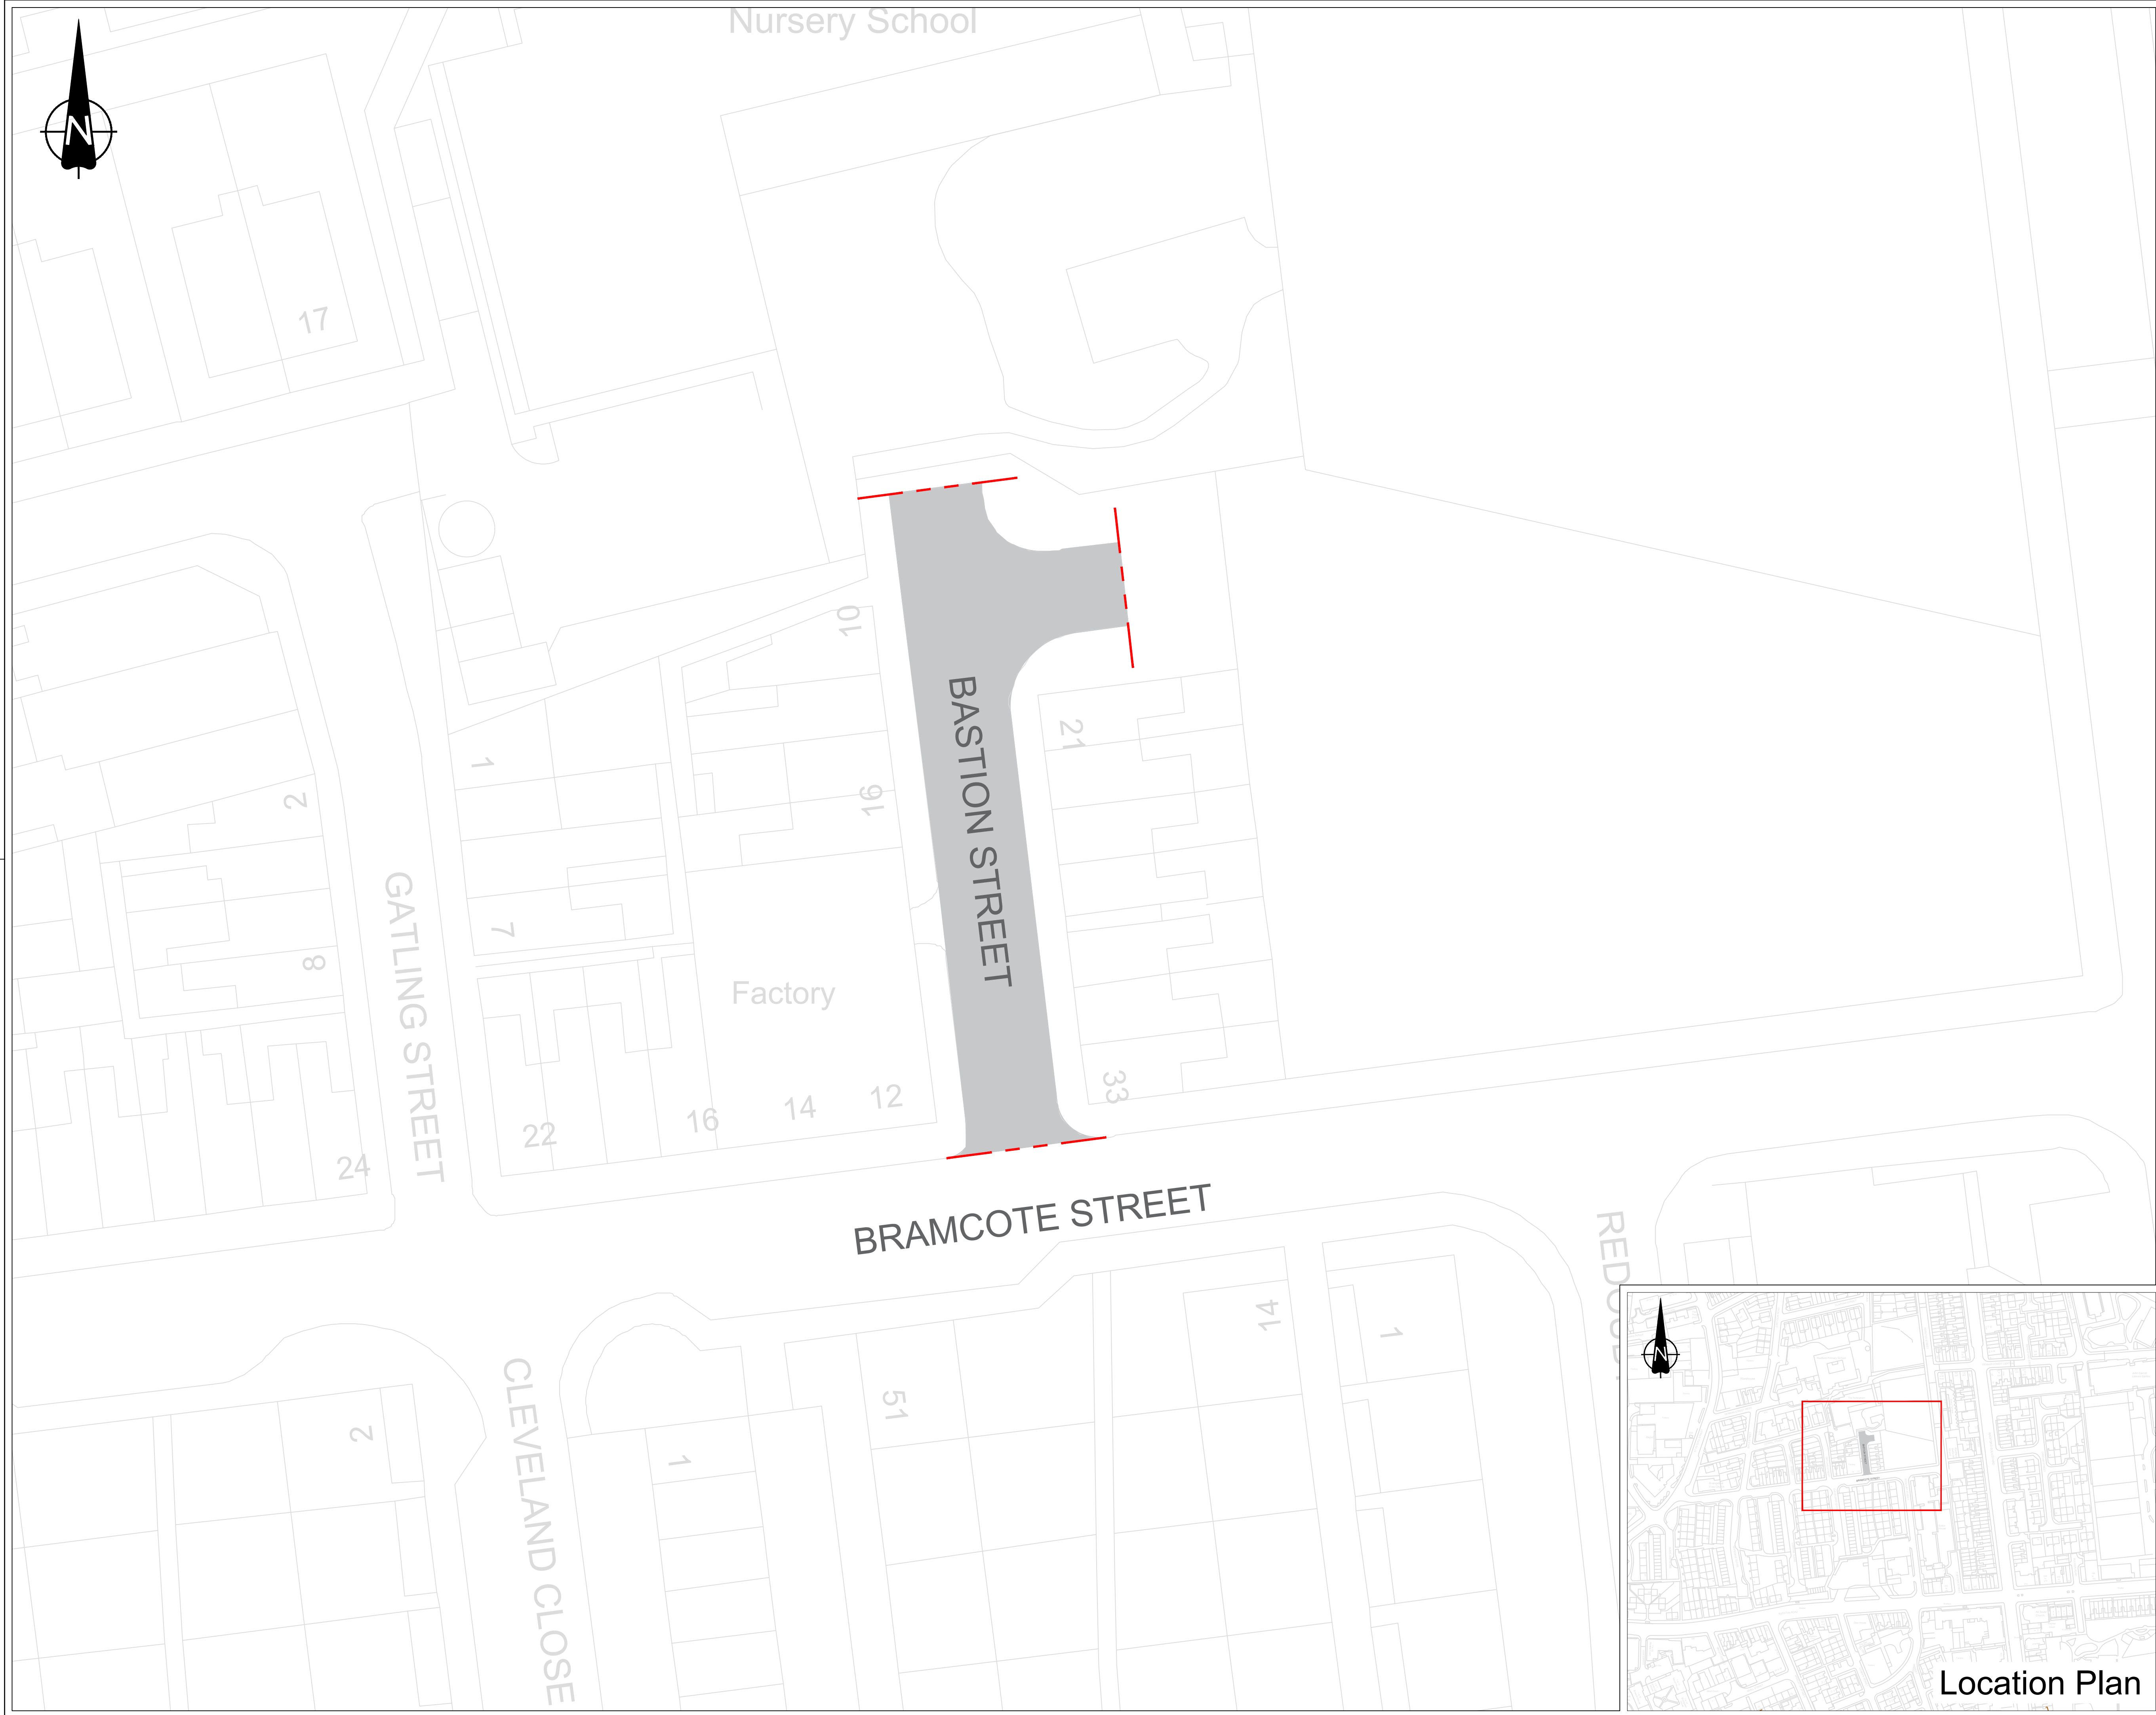 Nursery School
N
17
10
21
1
2
16
7
8
GATLING STREET
BASTION STREET
Factory
33
12
14
16
22
24
BRAMCOTE STREET
14
1
51
2
1
CLEVELAND CLOSE
N
Location Plan